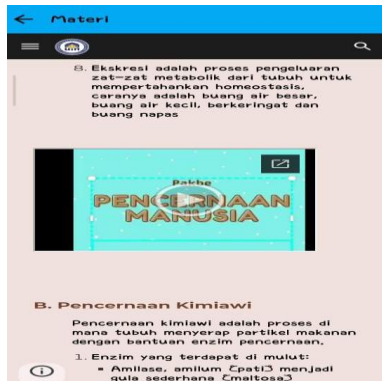 Materi
8. Ekskresi adalah proses pengeluaran
zat-zat metabolik dari tubuh untuk
mempertahankan homeostasis,
caranya adalah buang air besar,
buang air kecil, berkeringat dan
buang napas
Pakhe
PENCERNAAN
MANUSIA
B. Pencernaan Kimiawi
Pencernaan kimiawi adalah proses di
mana tubuh menyerap partikel makanan
dengan bantuan enzim pencernaan.
1. Enzim yang terdapat di mulut:
• Amilase, amilum (pati) menjadi
gula sederhana (maltosa)